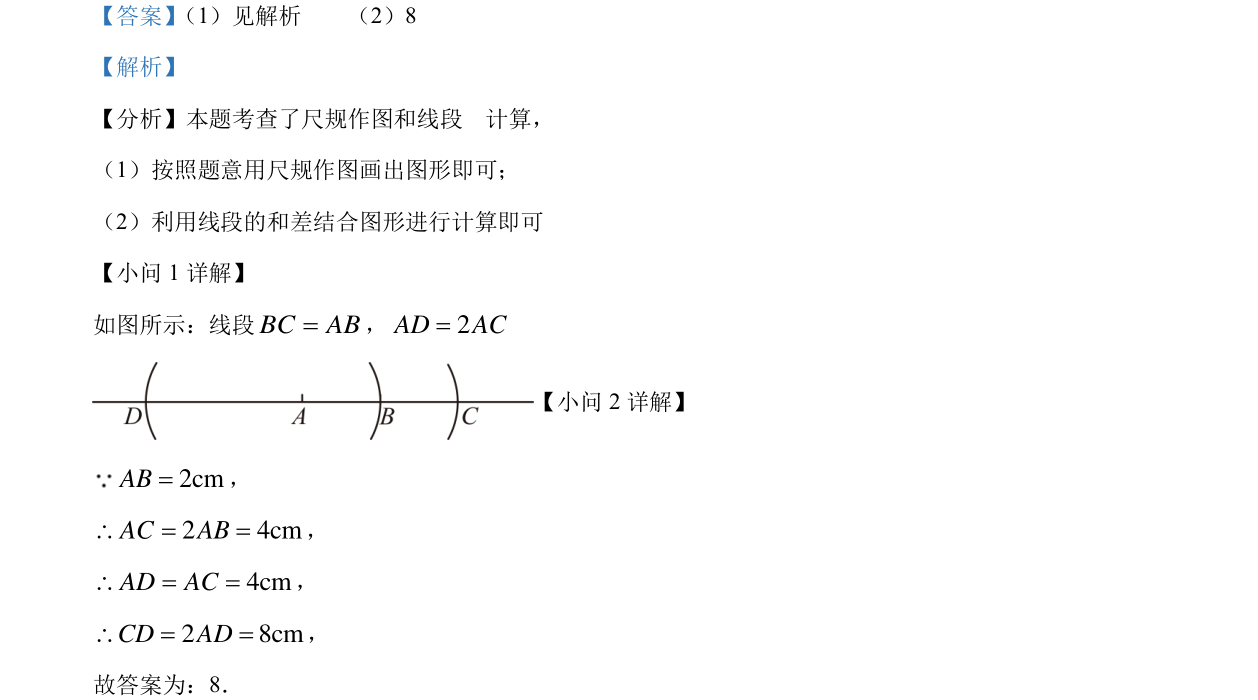 【答案】（1）见解析 （2）8
【解析】
【分析】本题考查了尺规作图和线段 计算，
（1）按照题意用尺规作图画出图形即可；
（2）利用线段的和差结合图形进行计算即可
【小问 1 详解】
如图所示：线段 BC = AB， AD = 2AC
D A B C 【小问 2 详解】
∵ AB = 2cm，
∴ AC = 2AB = 4cm，
∴ AD = AC = 4cm，
∴ CD = 2AD = 8cm，
故答案为：8．